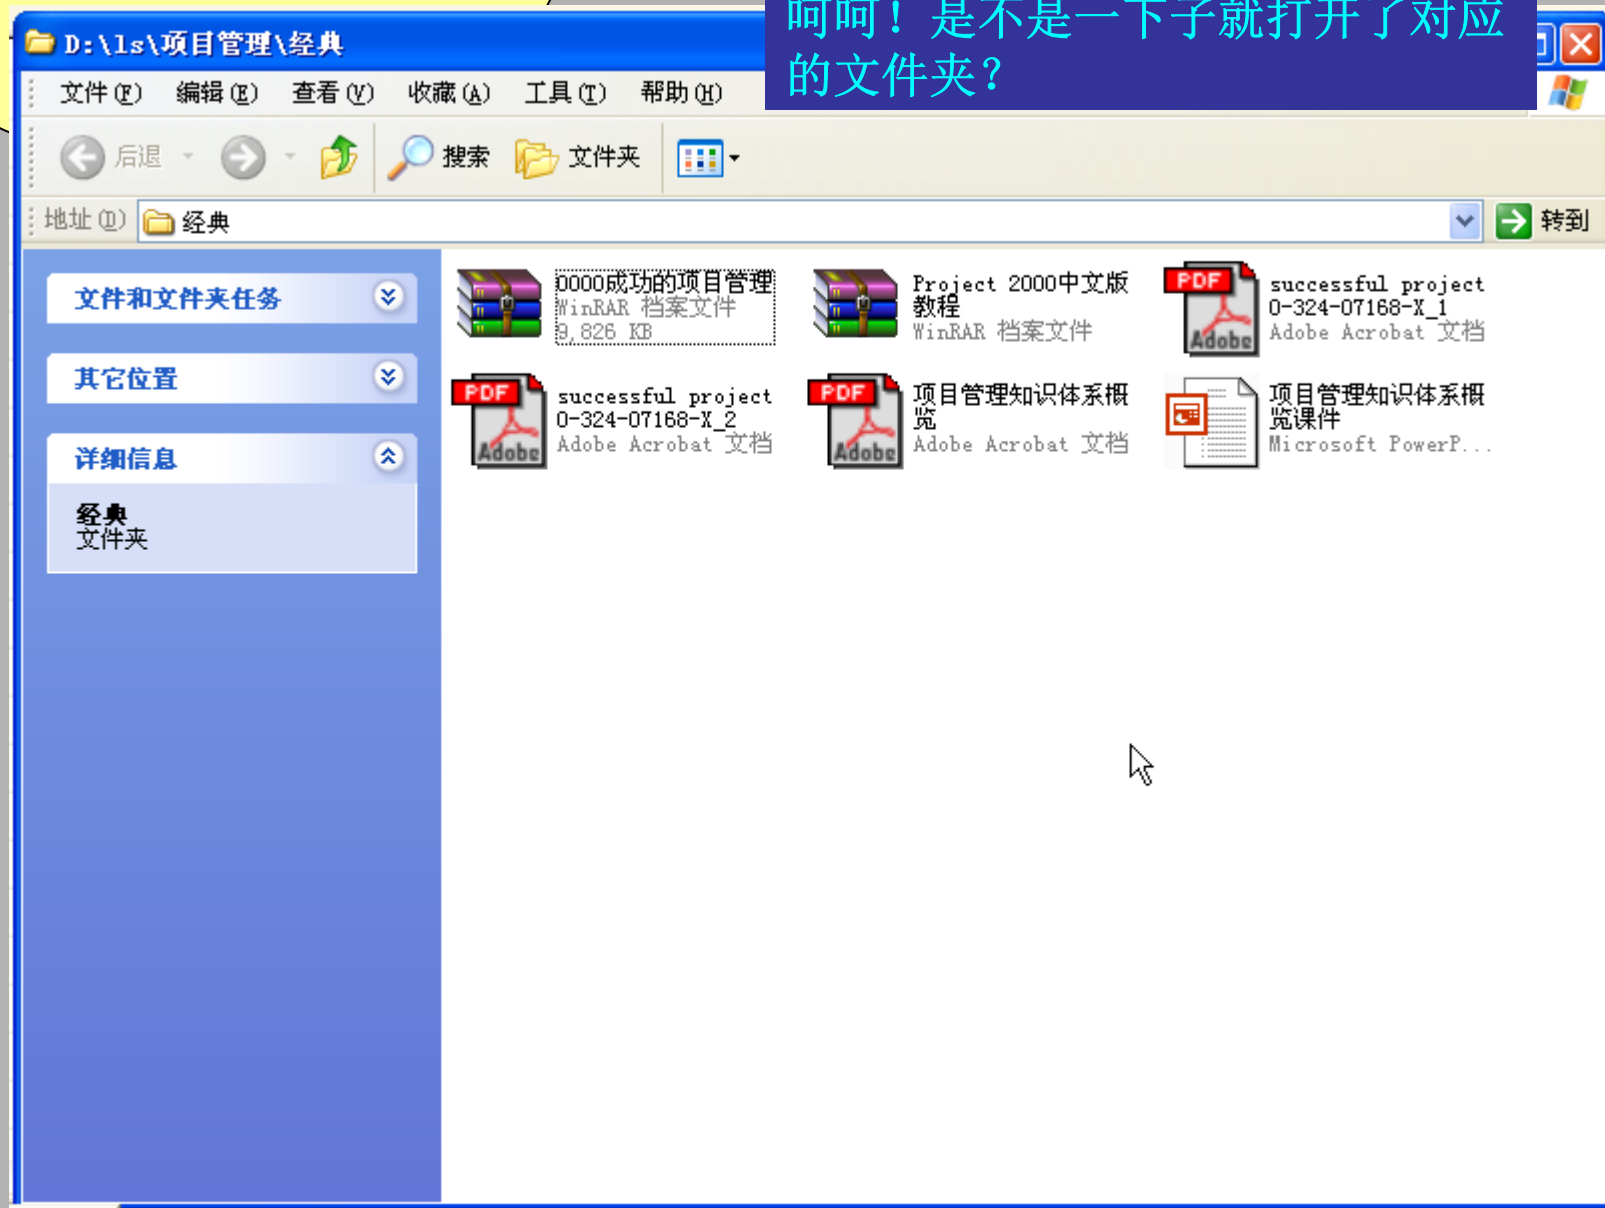 呵呵！是不是一下子就打开了对应
的文件夹？
D:\ls\项目管理\经典
文件(F) 编辑(E) 查看(V) 收藏(A) 工具(T) 帮助(H)
后退 搜索 文件夹
地址(D) 经典 转到
文件和文件夹任务
其它位置
详细信息
经典
文件夹
0000成功的项目管理
WinRAR 档案文件
9,826 KB
Project 2000中文版
教程
WinRAR 档案文件
PDF
Adobe
successful project
0-324-07168-X_1
Adobe Acrobat 文档
PDF
Adobe
successful project
0-324-07168-X_2
Adobe Acrobat 文档
PDF
Adobe
项目管理知识体系概
览
Adobe Acrobat 文档
项目管理知识体系概
览课件
Microsoft PowerP...